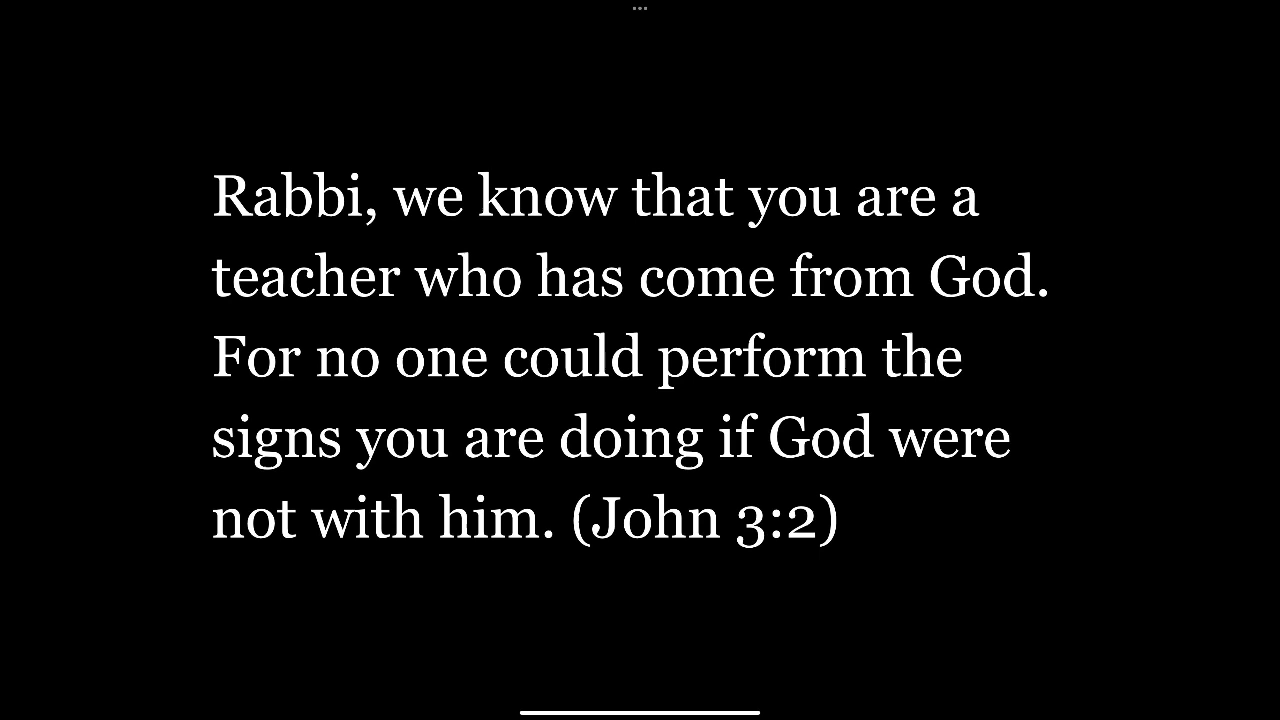 Rabbi, we know that you are a
teacher who has come from God.
For no one could perform the
signs you are doing if God were
not with him. (John 3:2)